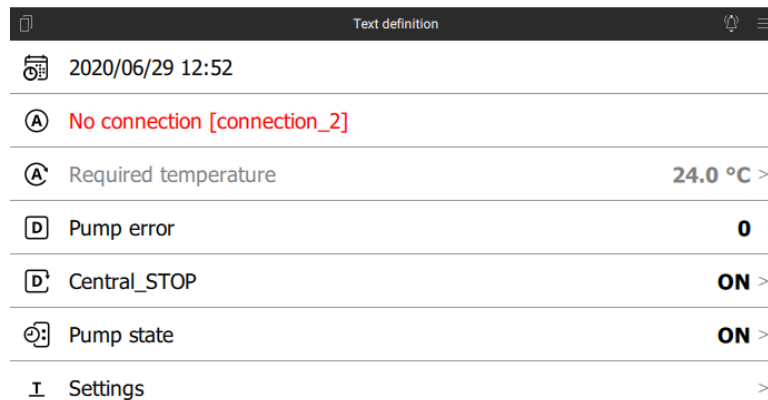 Text definition
2020/06/29 12:52
A No connection [connection_2]
A Required temperature 24.0 °C >
D Pump error 0
D Central_STOP ON >
Pump state ON >
T Settings >